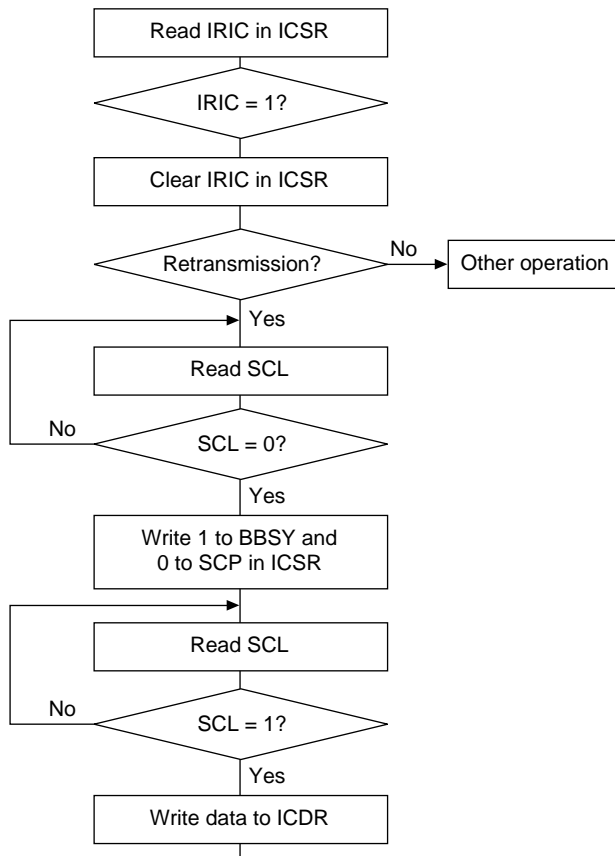 Read IRIC in ICSR
IRIC = 1?
Clear IRIC in ICSR
Retransmission?
No
Other operation
Yes
Read SCL
No
SCL = 0?
Yes
Write 1 to BBSY and
0 to SCP in ICSR
Read SCL
No
SCL = 1?
Yes
Write data to ICDR